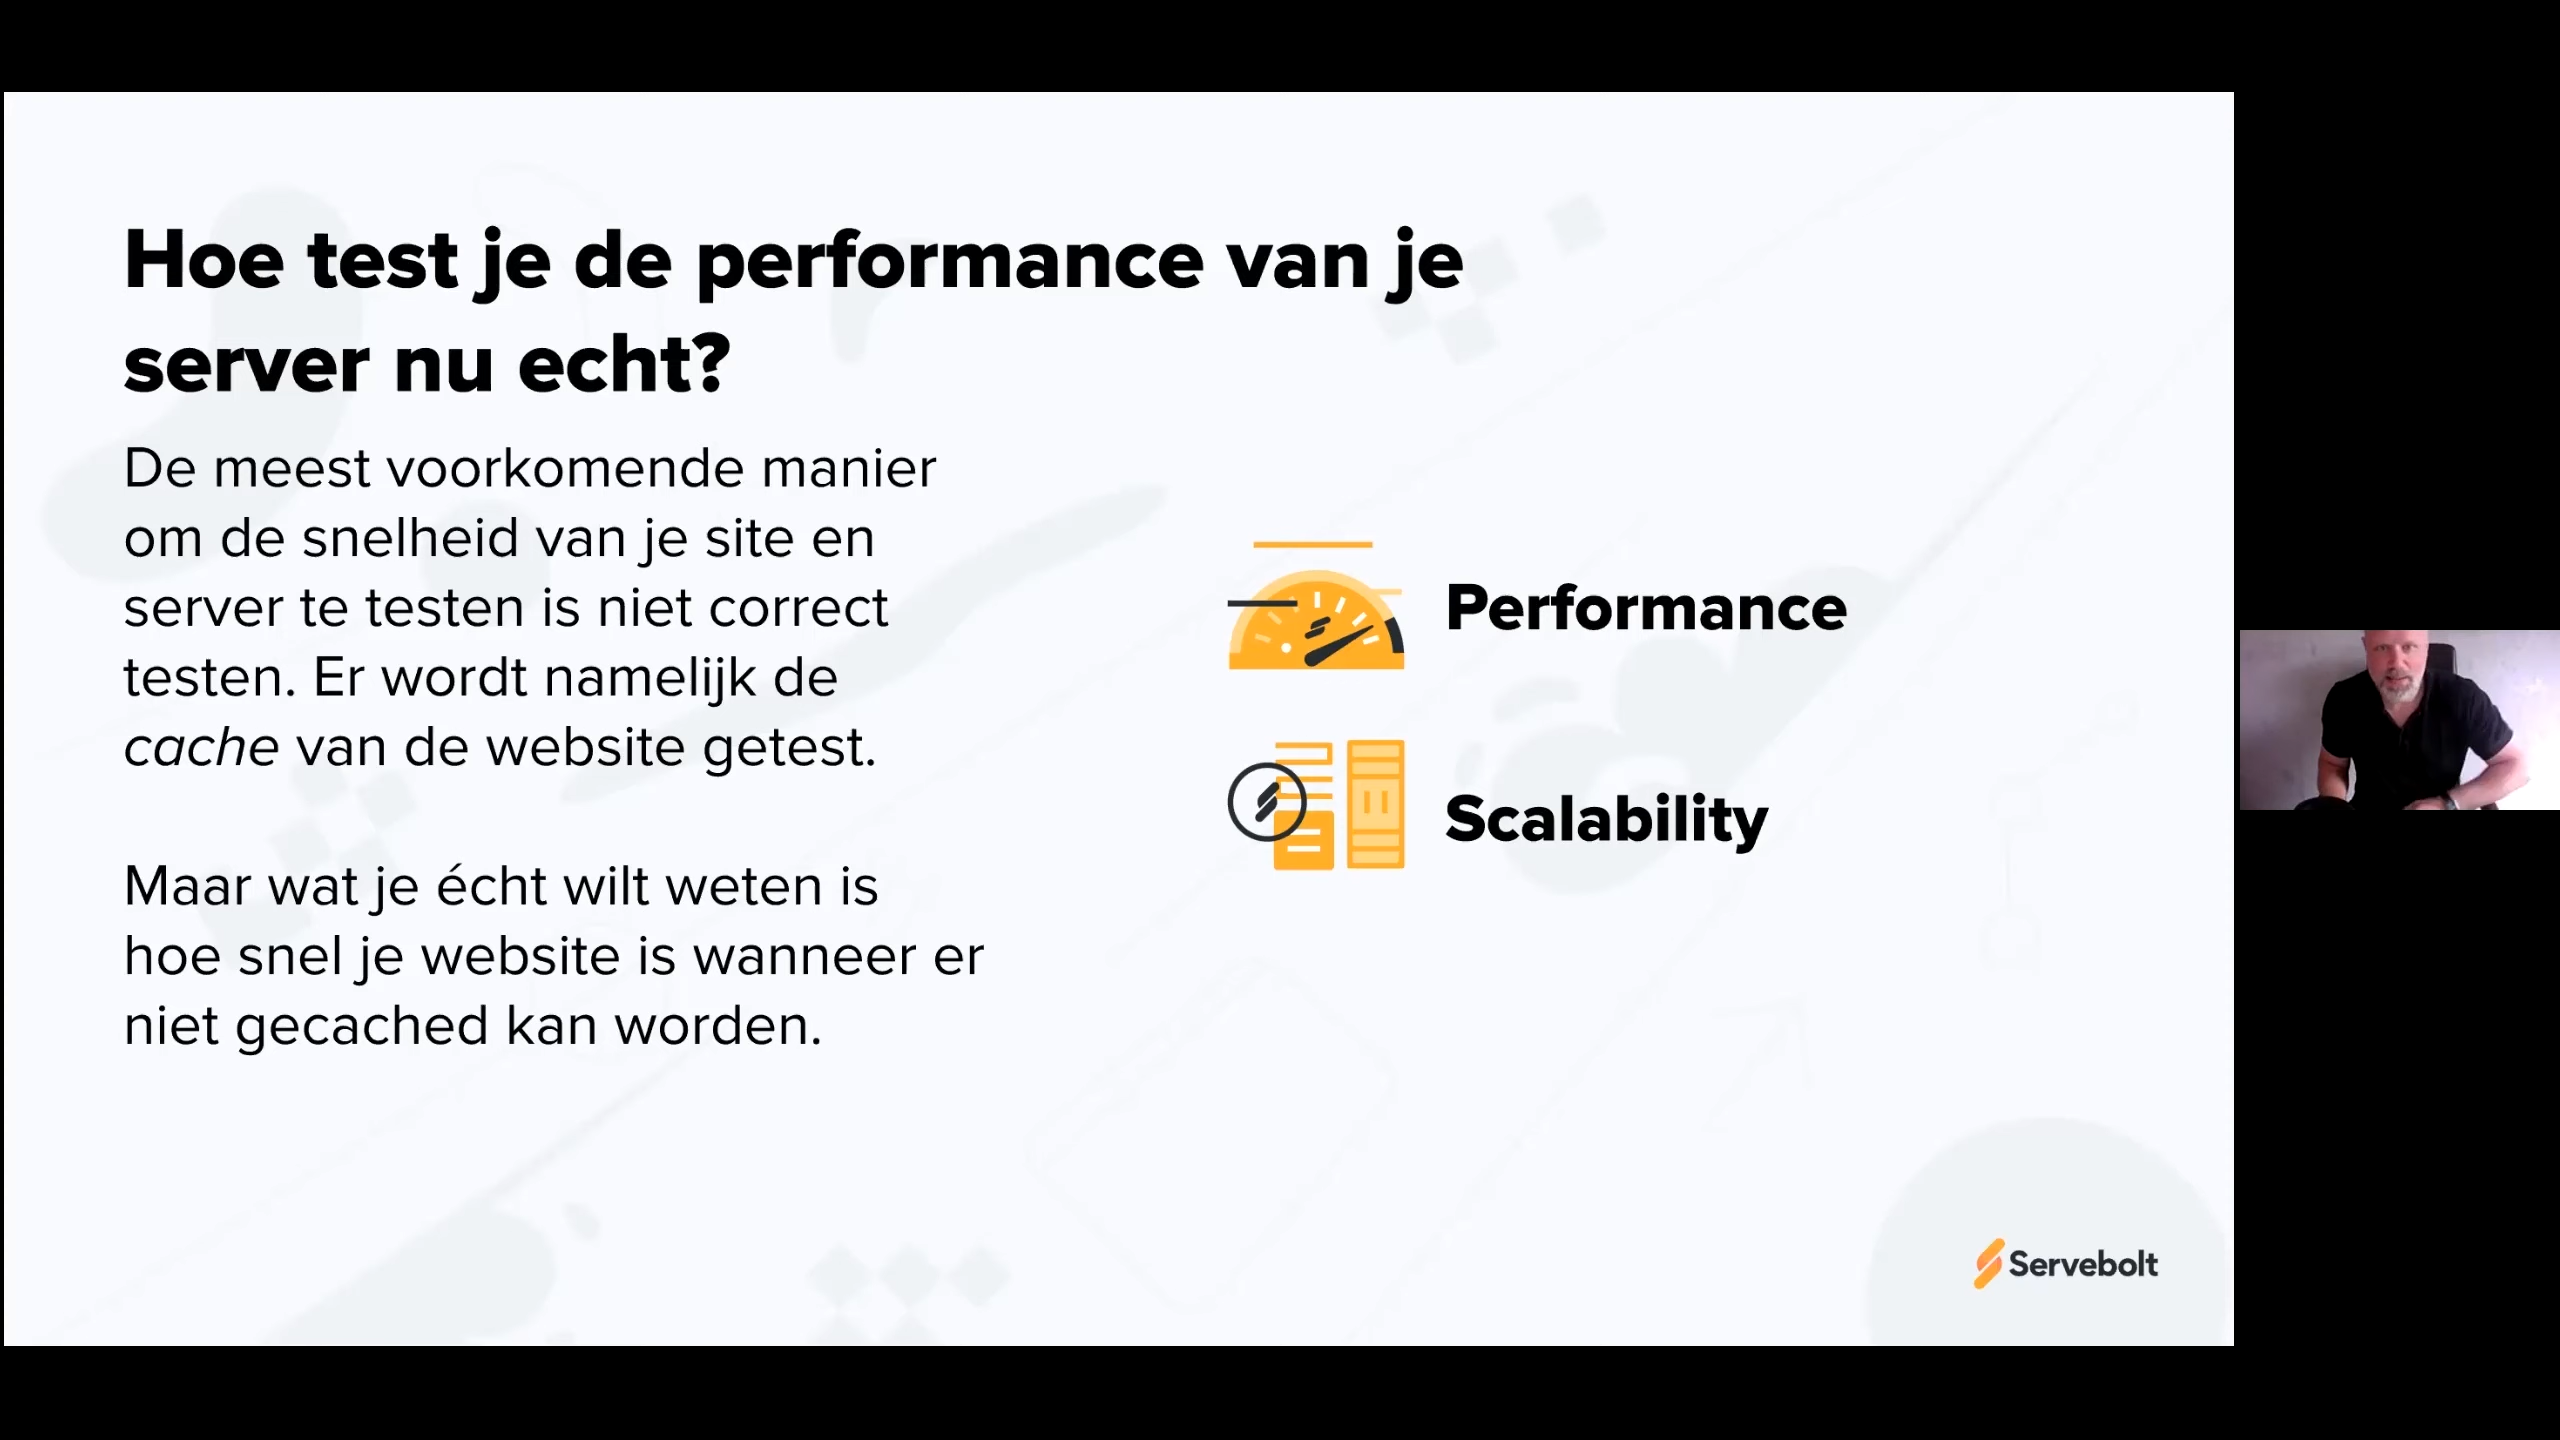 Hoe test je de performance van je
server nu echt?
De meest voorkomende manier
om de snelheid van je site en
server te testen is niet correct
testen. Er wordt namelijk de
cache van de website getest.
Maar wat je écht wilt weten is
hoe snel je website is wanneer er
niet gecached kan worden.
Performance
Scalability
Servebolt